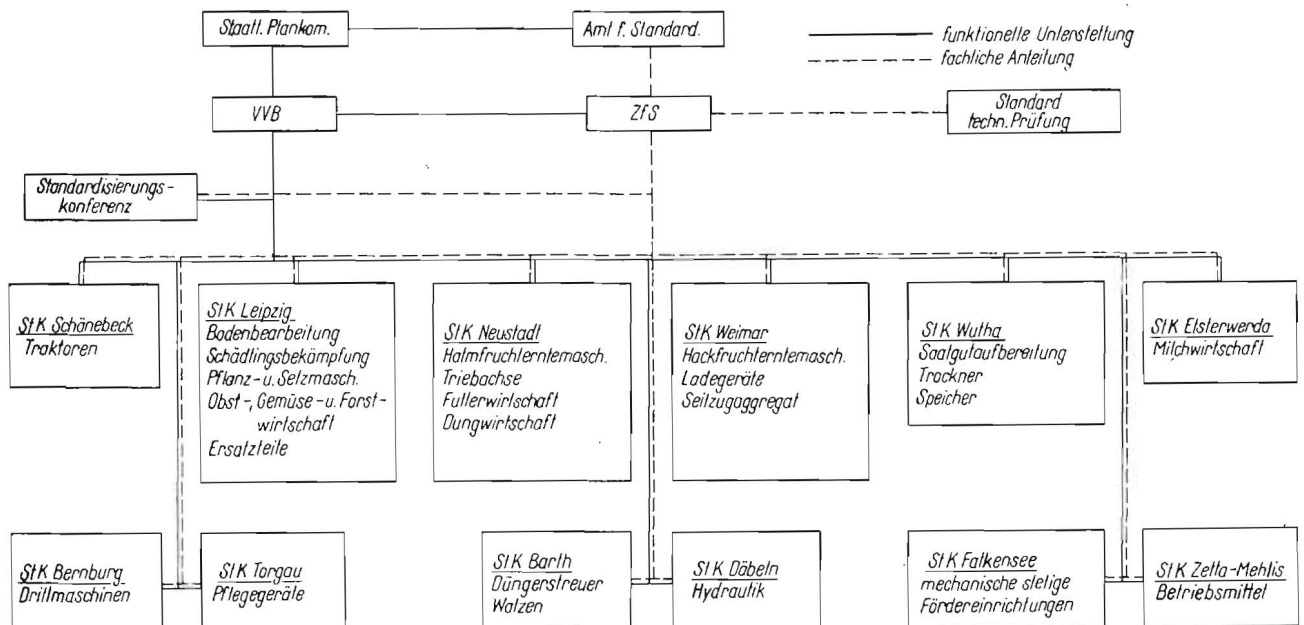 Staatl. Plankom.
Amt f. Standard.
funktionelle Unterstellung
fachliche Anleitung
VVB
ZfS
Standard
techn. Prüfung
Standardisierungs-
konferenz
StK Schönebeck
Traktoren
StK Leipzig
Bodenbearbeitung
Schädlingsbekämpfung
Pflanz- u. Setzmasch.
Obst-, Gemüse- u. Forst-
wirtschaft
Ersatzteile
StK Neustadt
Halmfruchterntemasch.
Triebachse
Futterwirtschaft
Dungwirtschaft
StK Weimar
Hackfruchterntemasch.
Ladegeräte
Seilzugaggregat
StK Wutha
Saatgutaufbereitung
Trockner
Speicher
StK Elsterwerda
Milchwirtschaft
StK Bernburg
Drillmaschinen
StK Torgau
Pflegegeräte
StK Barth
Düngerstreuer
Walzen
StK Döbeln
Hydraulik
StK Falkensee
mechanische stetige
Fördereinrichtungen
StK Zella-Mehlis
Betriebsmittel